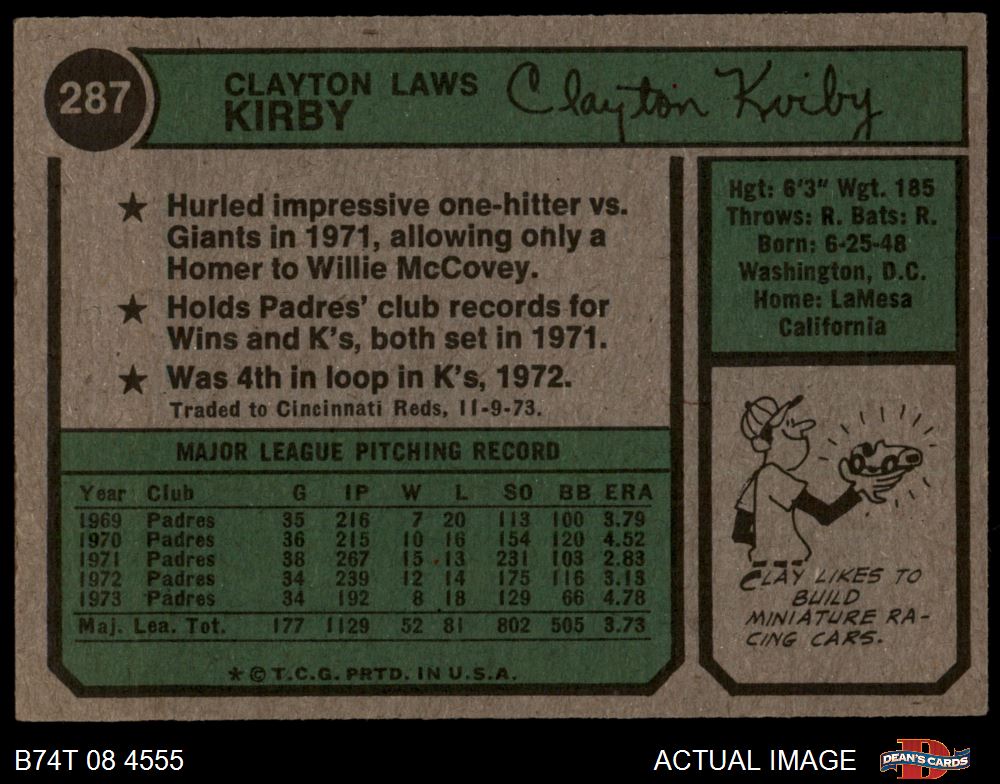 287
CLAYTON LAWS
KIRBY
Clayton Kirby
★ Hurled impressive one-hitter vs.
Giants in 1971, allowing only a
Homer to Willie McCovey.
★ Holds Padres' club records for
Wins and K's, both set in 1971.
★ Was 4th in loop in K's, 1972.
Traded to Cincinnati Reds, 11-9-73.
MAJOR LEAGUE PITCHING RECORD
Year Club G IP W L SO BB ERA
1969 Padres 35 216 7 20 113 100 3.79
1970 Padres 36 215 10 16 154 120 4.52
1971 Padres 38 267 15 13 231 103 2.83
1972 Padres 34 239 12 14 175 116 3.13
1973 Padres 34 192 8 18 129 66 4.78
Maj. Lea. Tot. 177 1129 52 81 802 505 3.73
★ © T.C.G. PRTD. IN U.S.A.
Hgt: 6'3" Wgt. 185
Throws: R. Bats: R.
Born: 6-25-48
Washington, D.C.
Home: LaMesa
California
CLAY LIKES TO
BUILD
MINIATURE RA-
CING CARS.
B74T 08 4555
ACTUAL IMAGE
DEAN'S CARDS